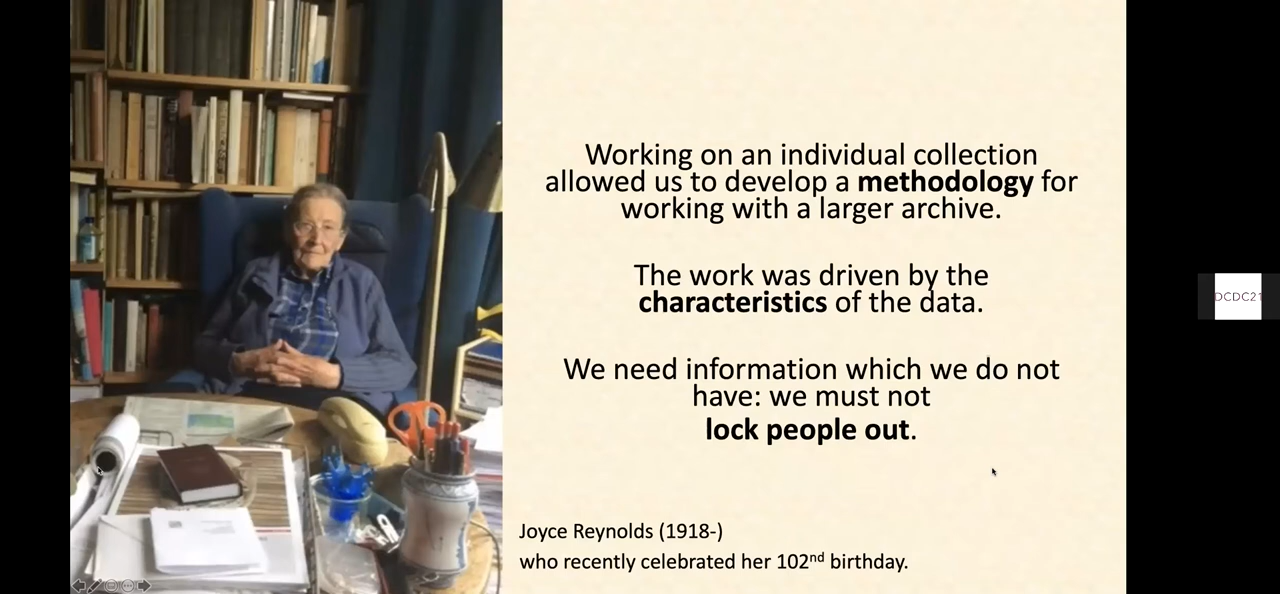 Working on an individual collection
allowed us to develop a methodology for
working with a larger archive.
The work was driven by the
characteristics of the data.
We need information which we do not
have: we must not
lock people out.
Joyce Reynolds (1918-)
who recently celebrated her 102nd birthday.
DCDC21